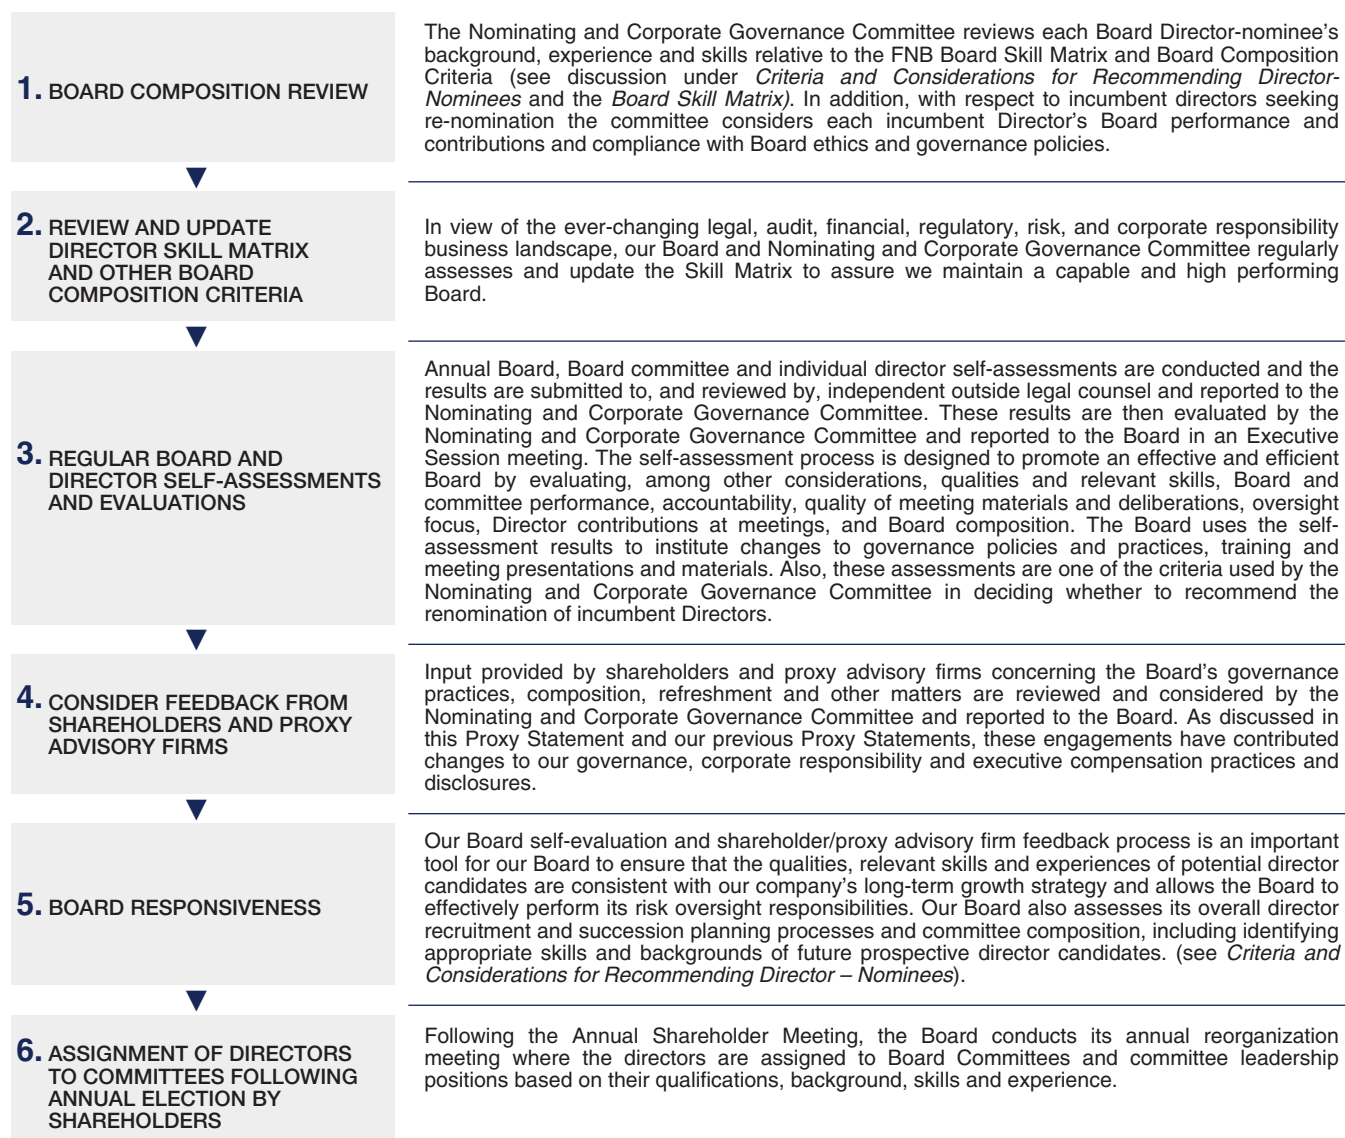 1. BOARD COMPOSITION REVIEW
The Nominating and Corporate Governance Committee reviews each Board Director-nominee's
background, experience and skills relative to the FNB Board Skill Matrix and Board Composition
Criteria (see discussion under Criteria and Considerations for Recommending Director-
Nominees and the Board Skill Matrix). In addition, with respect to incumbent directors seeking
re-nomination the committee considers each incumbent Director's Board performance and
contributions and compliance with Board ethics and governance policies.
2. REVIEW AND UPDATE
DIRECTOR SKILL MATRIX
AND OTHER BOARD
COMPOSITION CRITERIA
In view of the ever-changing legal, audit, financial, regulatory, risk, and corporate responsibility
business landscape, our Board and Nominating and Corporate Governance Committee regularly
assesses and update the Skill Matrix to assure we maintain a capable and high performing
Board.
3. REGULAR BOARD AND
DIRECTOR SELF-ASSESSMENTS
AND EVALUATIONS
Annual Board, Board committee and individual director self-assessments are conducted and the
results are submitted to, and reviewed by, independent outside legal counsel and reported to the
Nominating and Corporate Governance Committee. These results are then evaluated by the
Nominating and Corporate Governance Committee and reported to the Board in an Executive
Session meeting. The self-assessment process is designed to promote an effective and efficient
Board by evaluating, among other considerations, qualities and relevant skills, Board and
committee performance, accountability, quality of meeting materials and deliberations, oversight
focus, Director contributions at meetings, and Board composition. The Board uses the self-
assessment results to institute changes to governance policies and practices, training and
meeting presentations and materials. Also, these assessments are one of the criteria used by the
Nominating and Corporate Governance Committee in deciding whether to recommend the
renomination of incumbent Directors.
4. CONSIDER FEEDBACK FROM
SHAREHOLDERS AND PROXY
ADVISORY FIRMS
Input provided by shareholders and proxy advisory firms concerning the Board's governance
practices, composition, refreshment and other matters are reviewed and considered by the
Nominating and Corporate Governance Committee and reported to the Board. As discussed in
this Proxy Statement and our previous Proxy Statements, these engagements have contributed
changes to our governance, corporate responsibility and executive compensation practices and
disclosures.
5. BOARD RESPONSIVENESS
Our Board self-evaluation and shareholder/proxy advisory firm feedback process is an important
tool for our Board to ensure that the qualities, relevant skills and experiences of potential director
candidates are consistent with our company's long-term growth strategy and allows the Board to
effectively perform its risk oversight responsibilities. Our Board also assesses its overall director
recruitment and succession planning processes and committee composition, including identifying
appropriate skills and backgrounds of future prospective director candidates. (see Criteria and
Considerations for Recommending Director – Nominees).
6. ASSIGNMENT OF DIRECTORS
TO COMMITTEES FOLLOWING
ANNUAL ELECTION BY
SHAREHOLDERS
Following the Annual Shareholder Meeting, the Board conducts its annual reorganization
meeting where the directors are assigned to Board Committees and committee leadership
positions based on their qualifications, background, skills and experience.